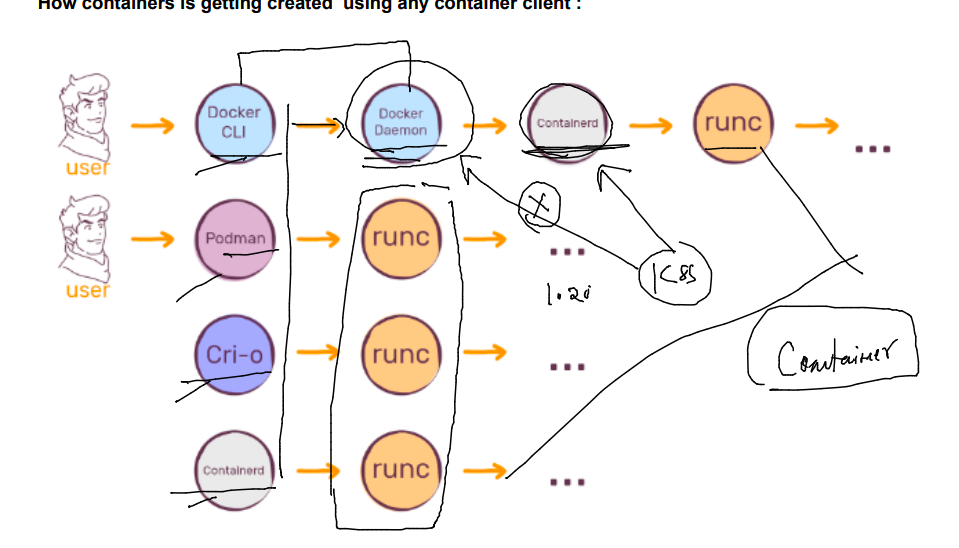 How containers is getting created using any container client :
Docker
CLI
Docker
Daemon
Containerd
runc
...
user
Podman
runc
...
user
X
K8s
1.20
Cri-o
runc
...
Container
Containerd
runc
...